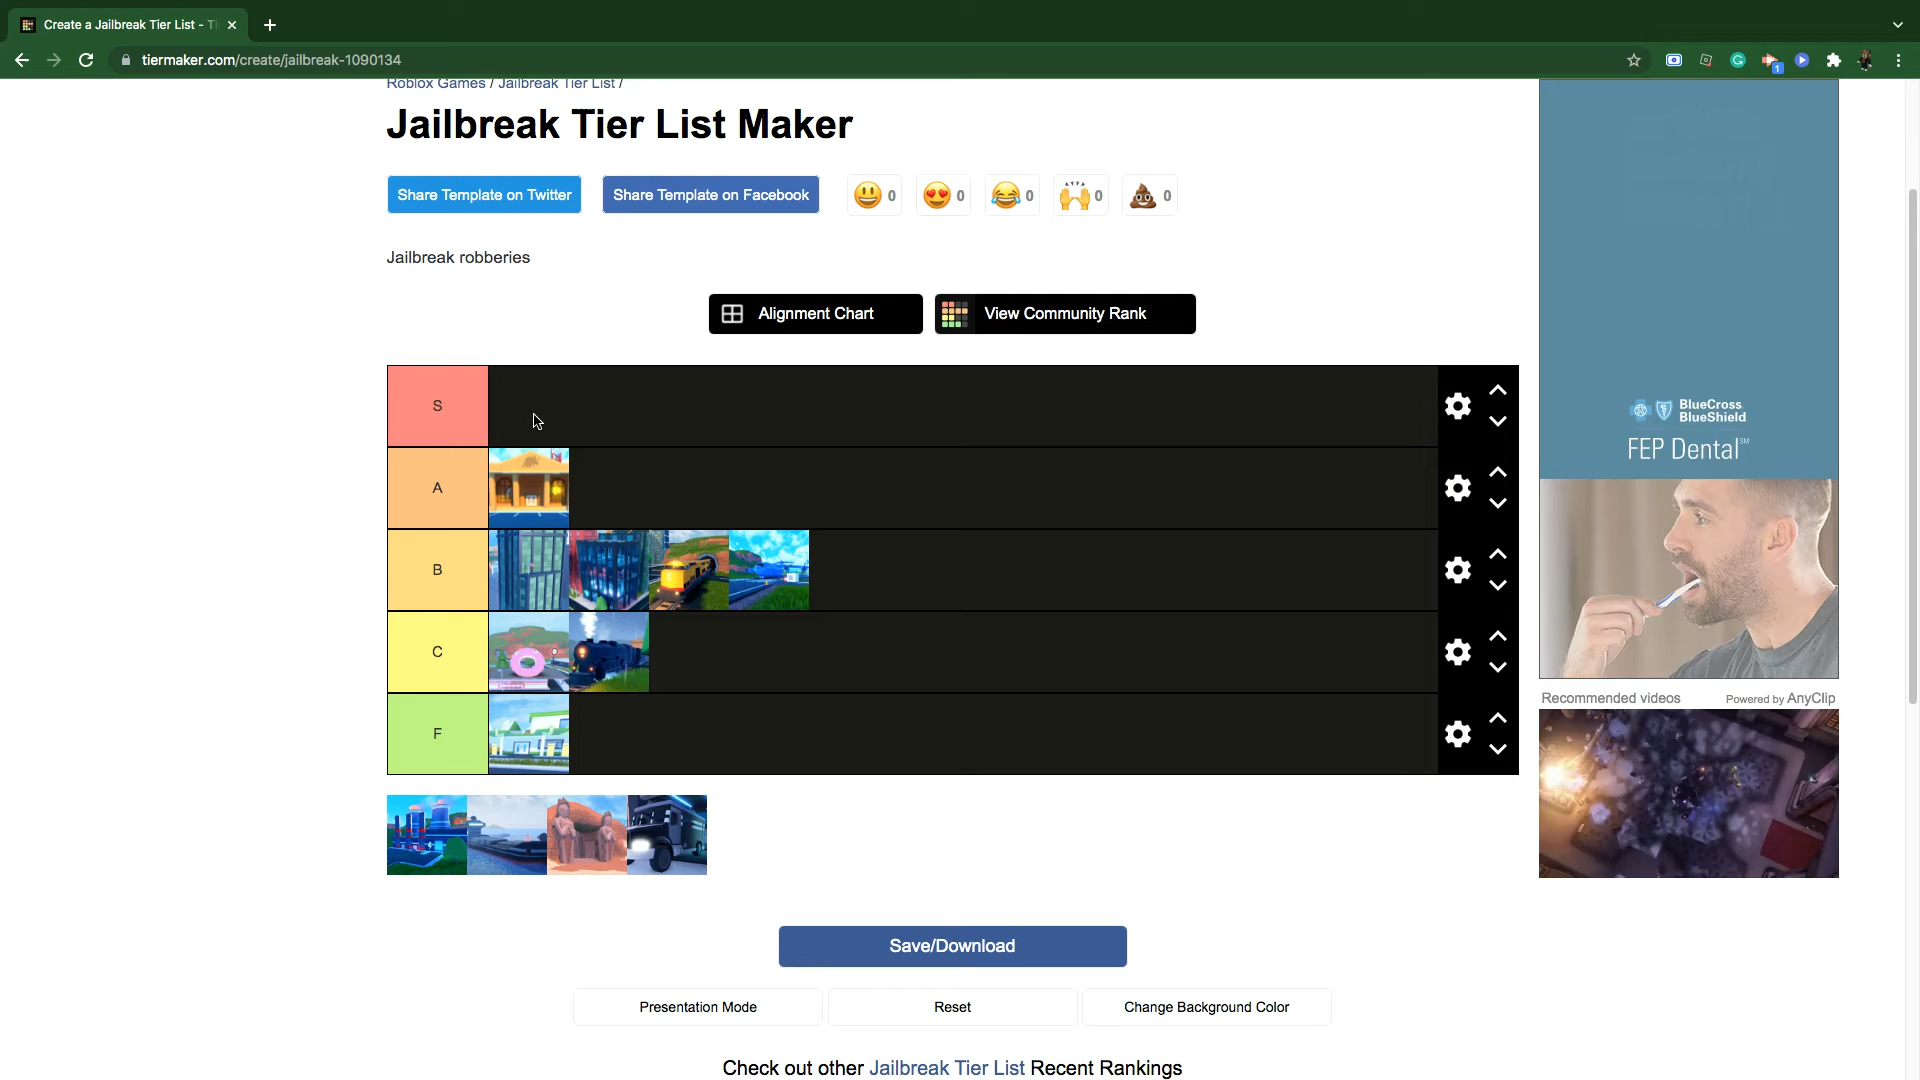 Create a Jailbreak Tier List - Ti
tiermaker.com/create/jailbreak-1090134
1
Roblox Games / Jailbreak Tier List /
Jailbreak Tier List Maker
Share Template on Twitter
Share Template on Facebook
0
0
0
0
0
Jailbreak robberies
Alignment Chart
View Community Rank
S
A
B
C
F
BlueCross
BlueShield
FEP Dental℠
Recommended videos
Powered by AnyClip
Save/Download
Presentation Mode
Reset
Change Background Color
Check out other Jailbreak Tier List Recent Rankings